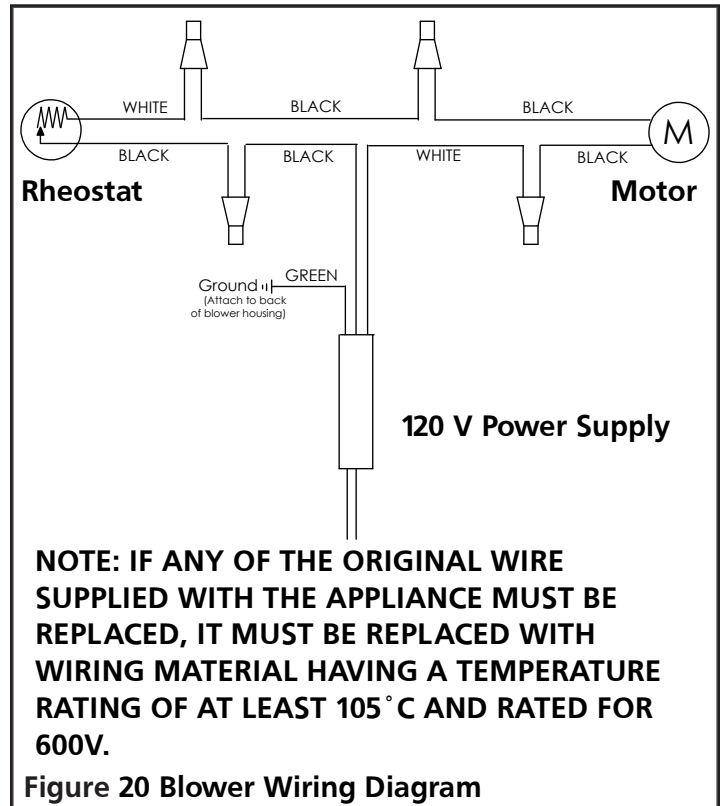 WHITE BLACK BLACK
M
BLACK BLACK WHITE BLACK
Rheostat Motor
GREEN
Ground
(Attach to back
of blower housing)
120 V Power Supply
NOTE: IF ANY OF THE ORIGINAL WIRE
SUPPLIED WITH THE APPLIANCE MUST BE
REPLACED, IT MUST BE REPLACED WITH
WIRING MATERIAL HAVING A TEMPERATURE
RATING OF AT LEAST 105°C AND RATED FOR
600V.
Figure 20 Blower Wiring Diagram